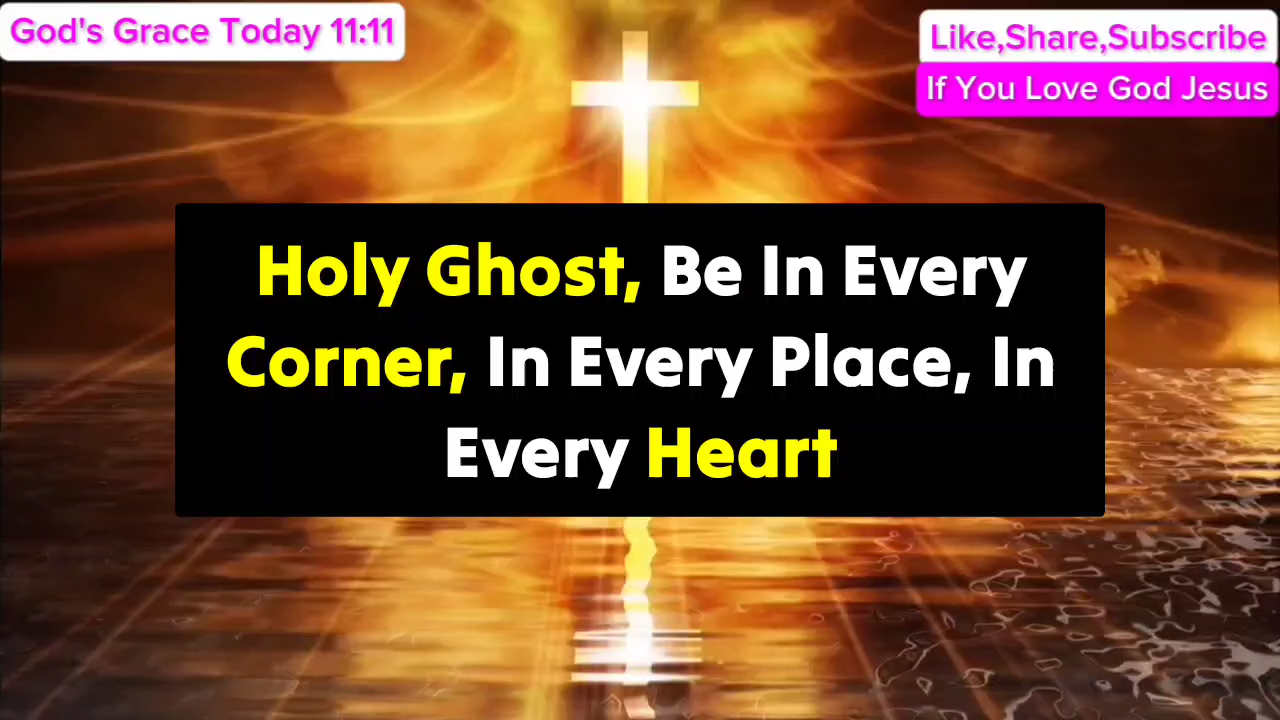 God's Grace Today 11:11
Like,Share,Subscribe
If You Love God Jesus
Holy Ghost, Be In Every
Corner, In Every Place, In
Every Heart